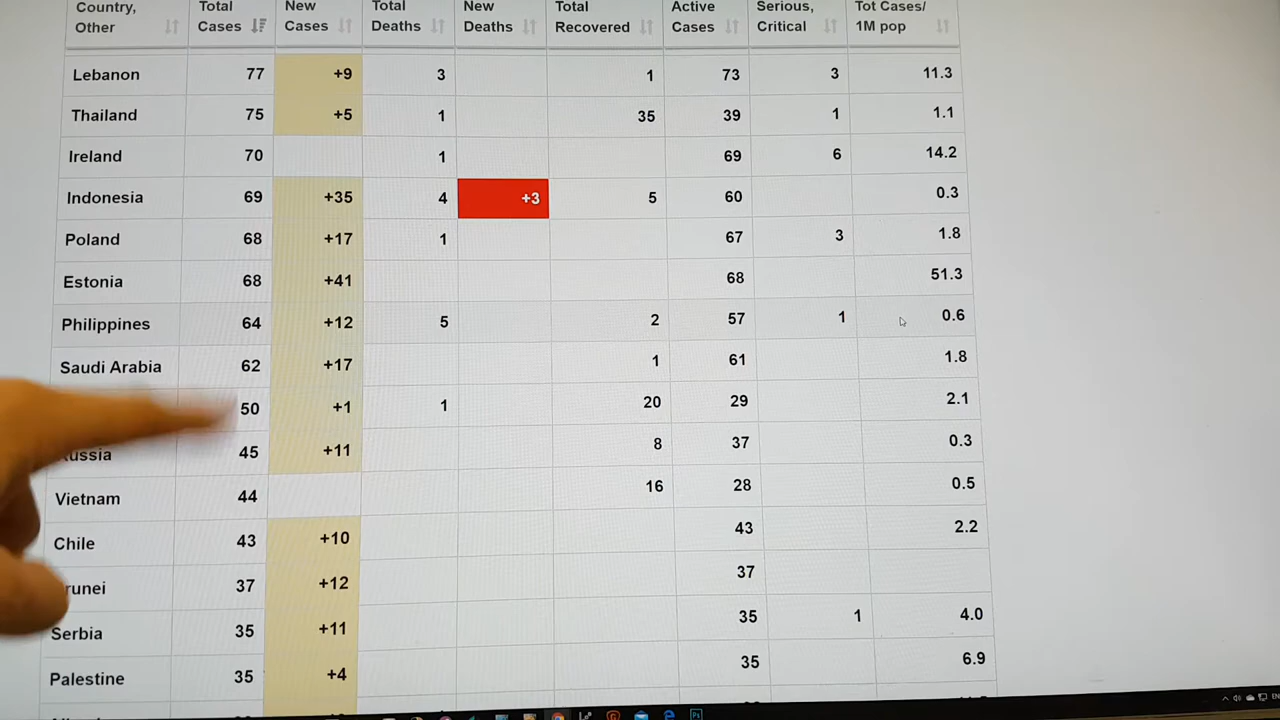 Country, Other Total Cases New Cases Total Deaths New Deaths Total Recovered Active Cases Serious, Critical Tot Cases/ 1M pop
Lebanon 77 +9 3 1 73 3 11.3
Thailand 75 +5 1 35 39 1 1.1
Ireland 70 1 69 6 14.2
Indonesia 69 +35 4 +3 5 60 0.3
Poland 68 +17 1 67 3 1.8
Estonia 68 +41 68 51.3
Philippines 64 +12 5 2 57 1 0.6
Saudi Arabia 62 +17 1 61 1.8
50 +1 1 20 29 2.1
Russia 45 +11 8 37 0.3
Vietnam 44 16 28 0.5
Chile 43 +10 43 2.2
runei 37 +12 37
Serbia 35 +11 35 1 4.0
Palestine 35 +4 35 6.9